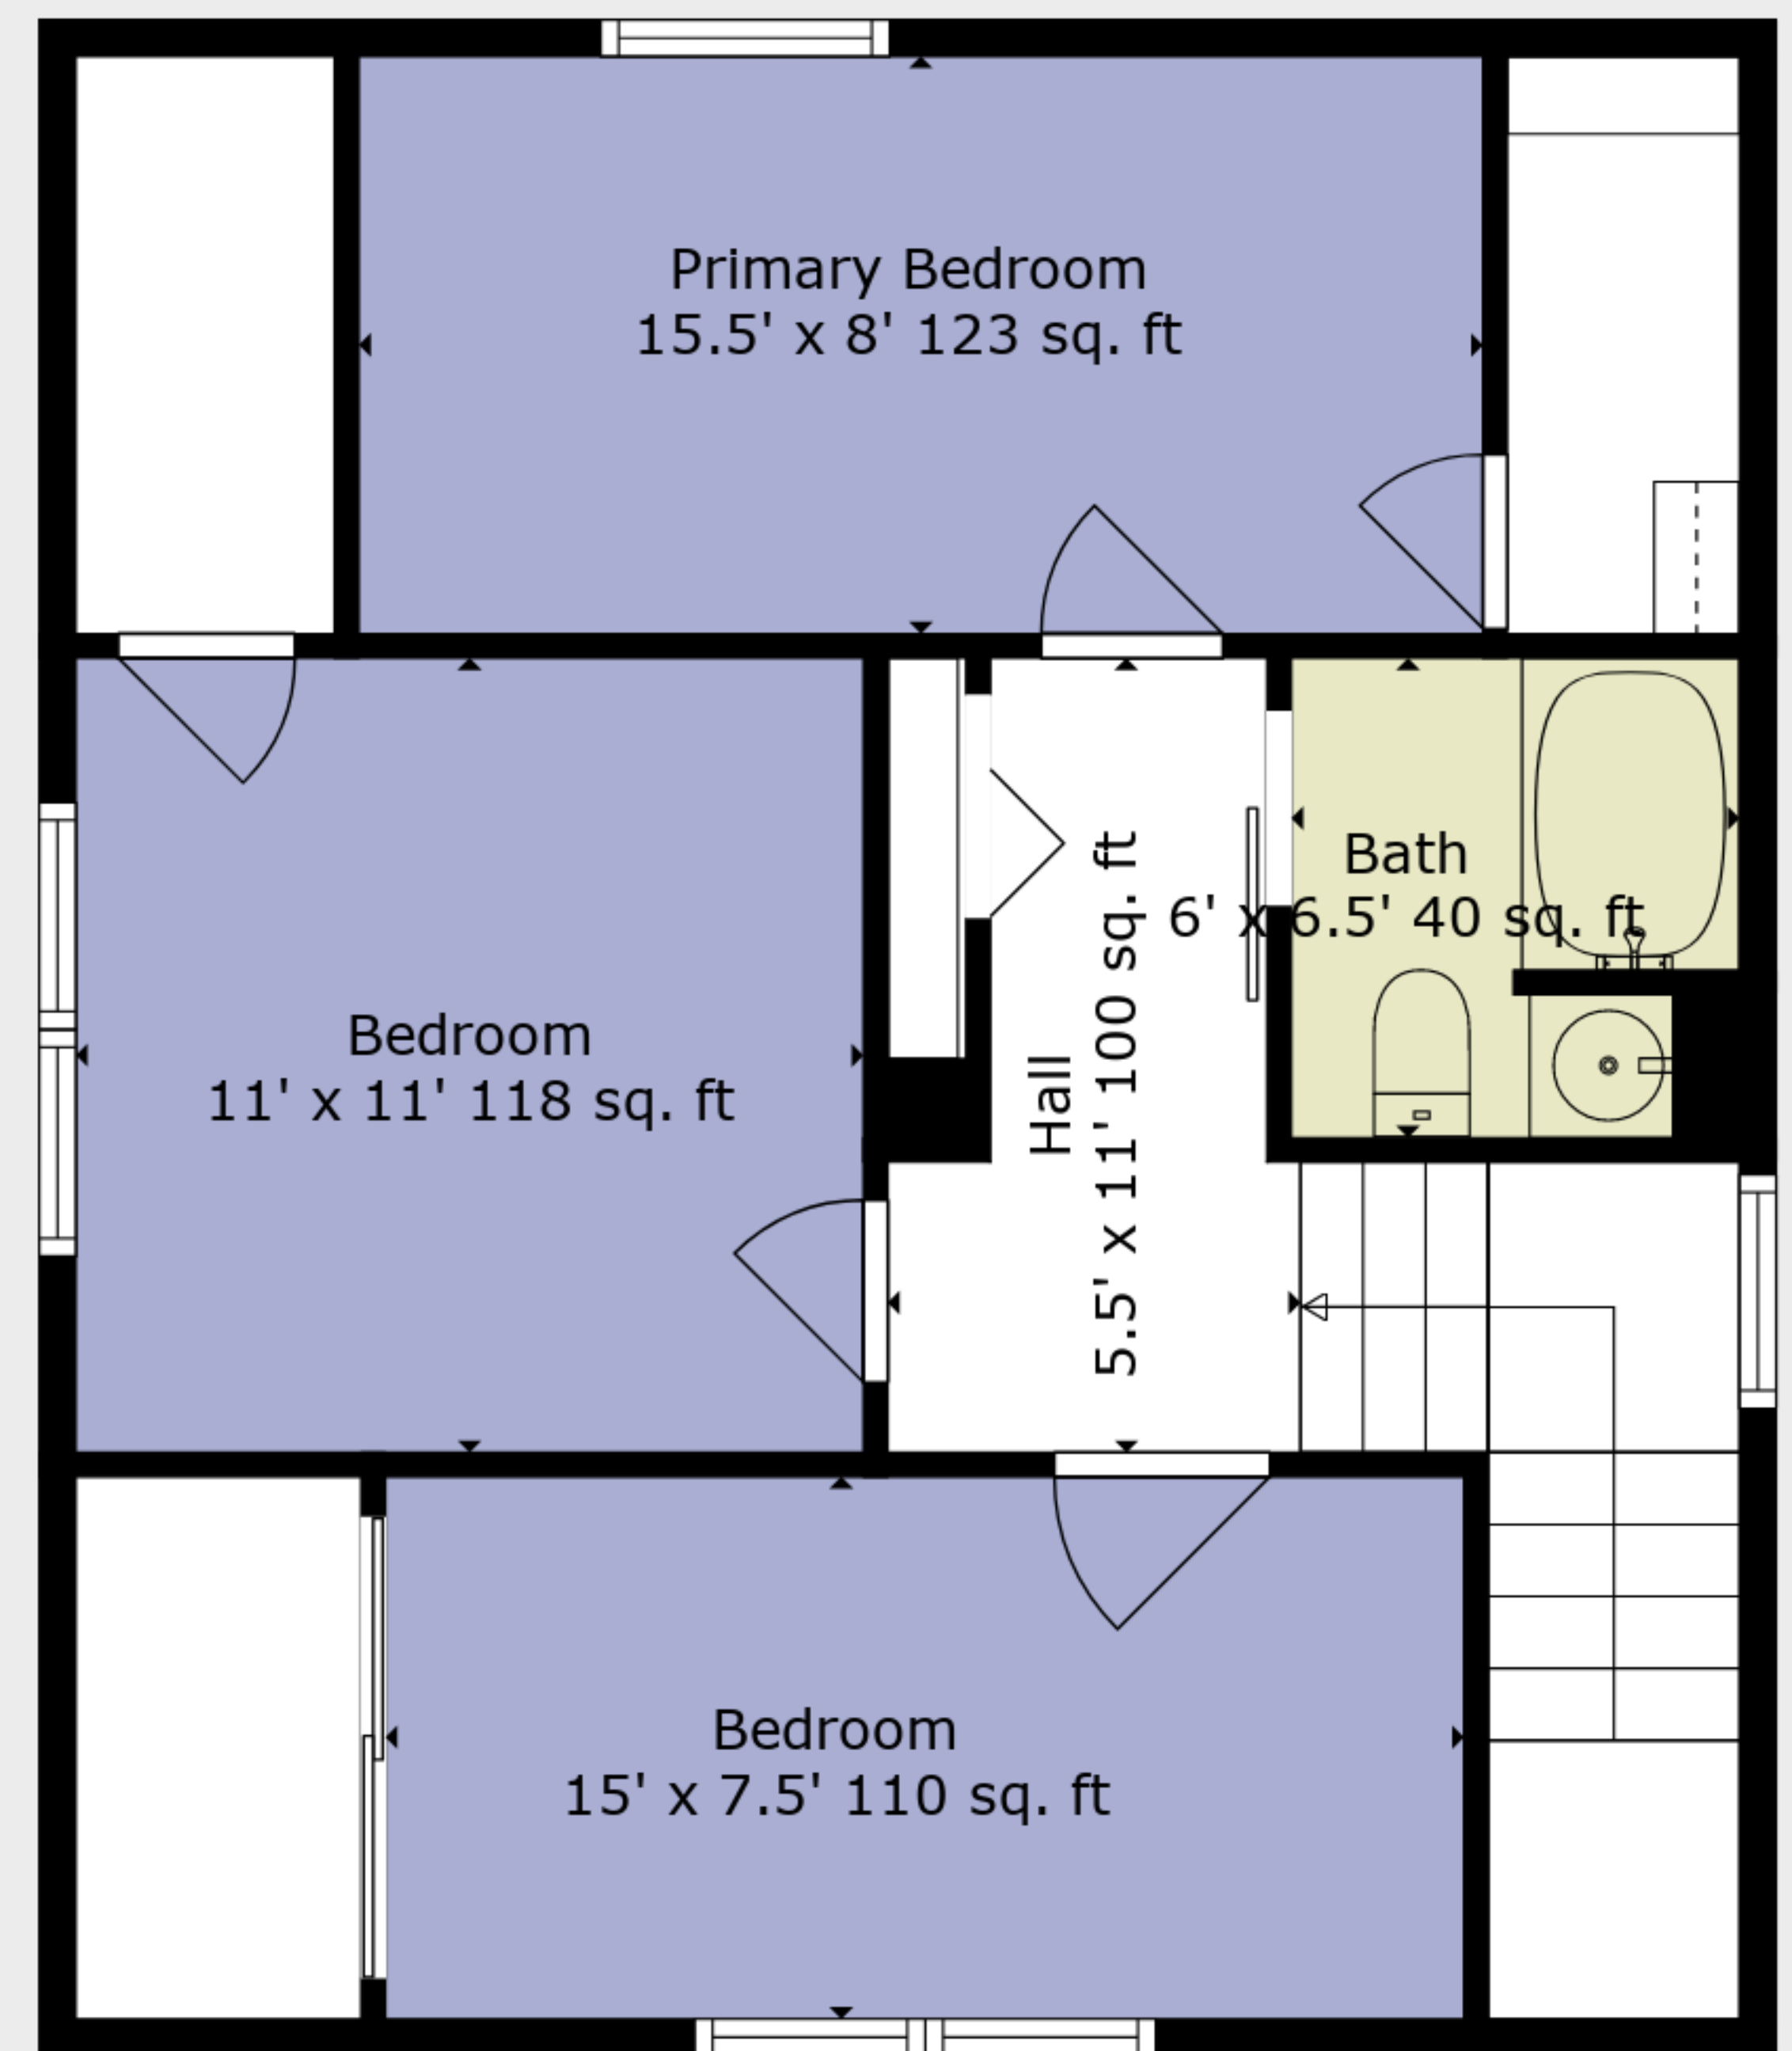 Primary Bedroom
15.5' x 8' 123 sq. ft
Bath
6' x 6.5' 40 sq. ft
Bedroom
11' x 11' 118 sq. ft
Hall
5.5' x 11' 100 sq. ft
Bedroom
15' x 7.5' 110 sq. ft